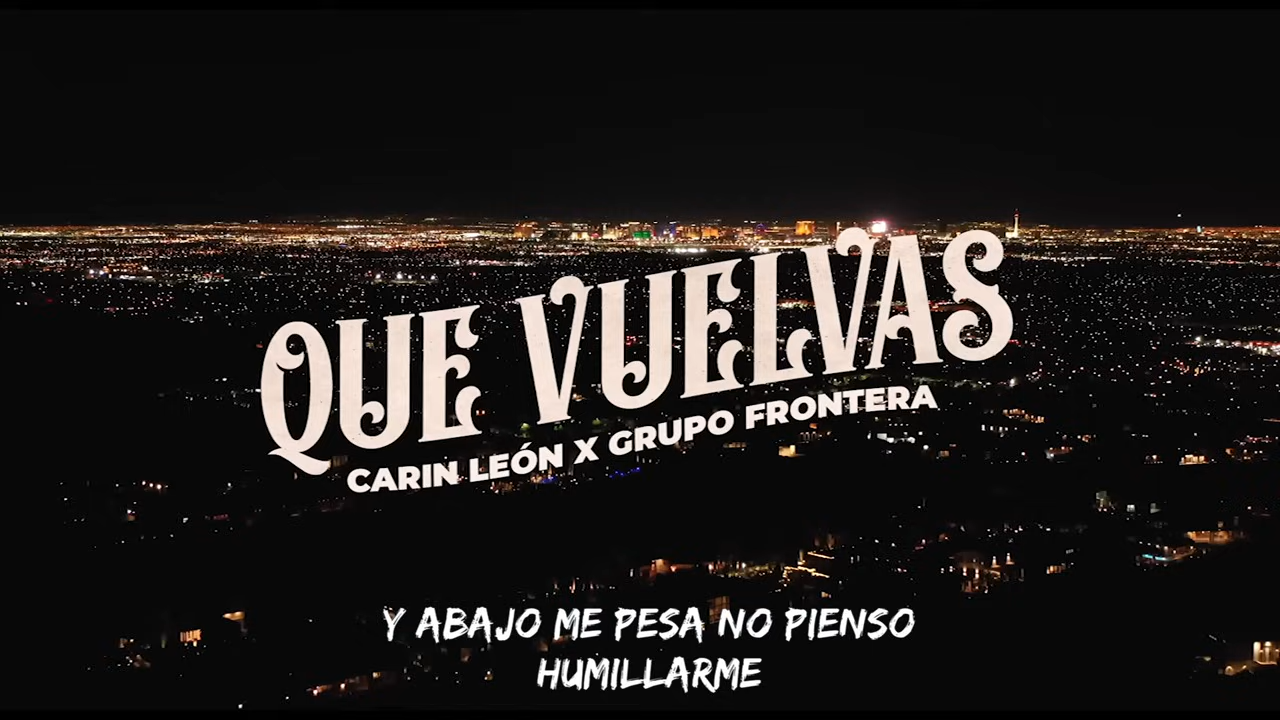 QUE VUELVAS
CARIN LEÓN X GRUPO FRONTERA
Y ABAJO ME PESA NO PIENSO
HUMILLARME